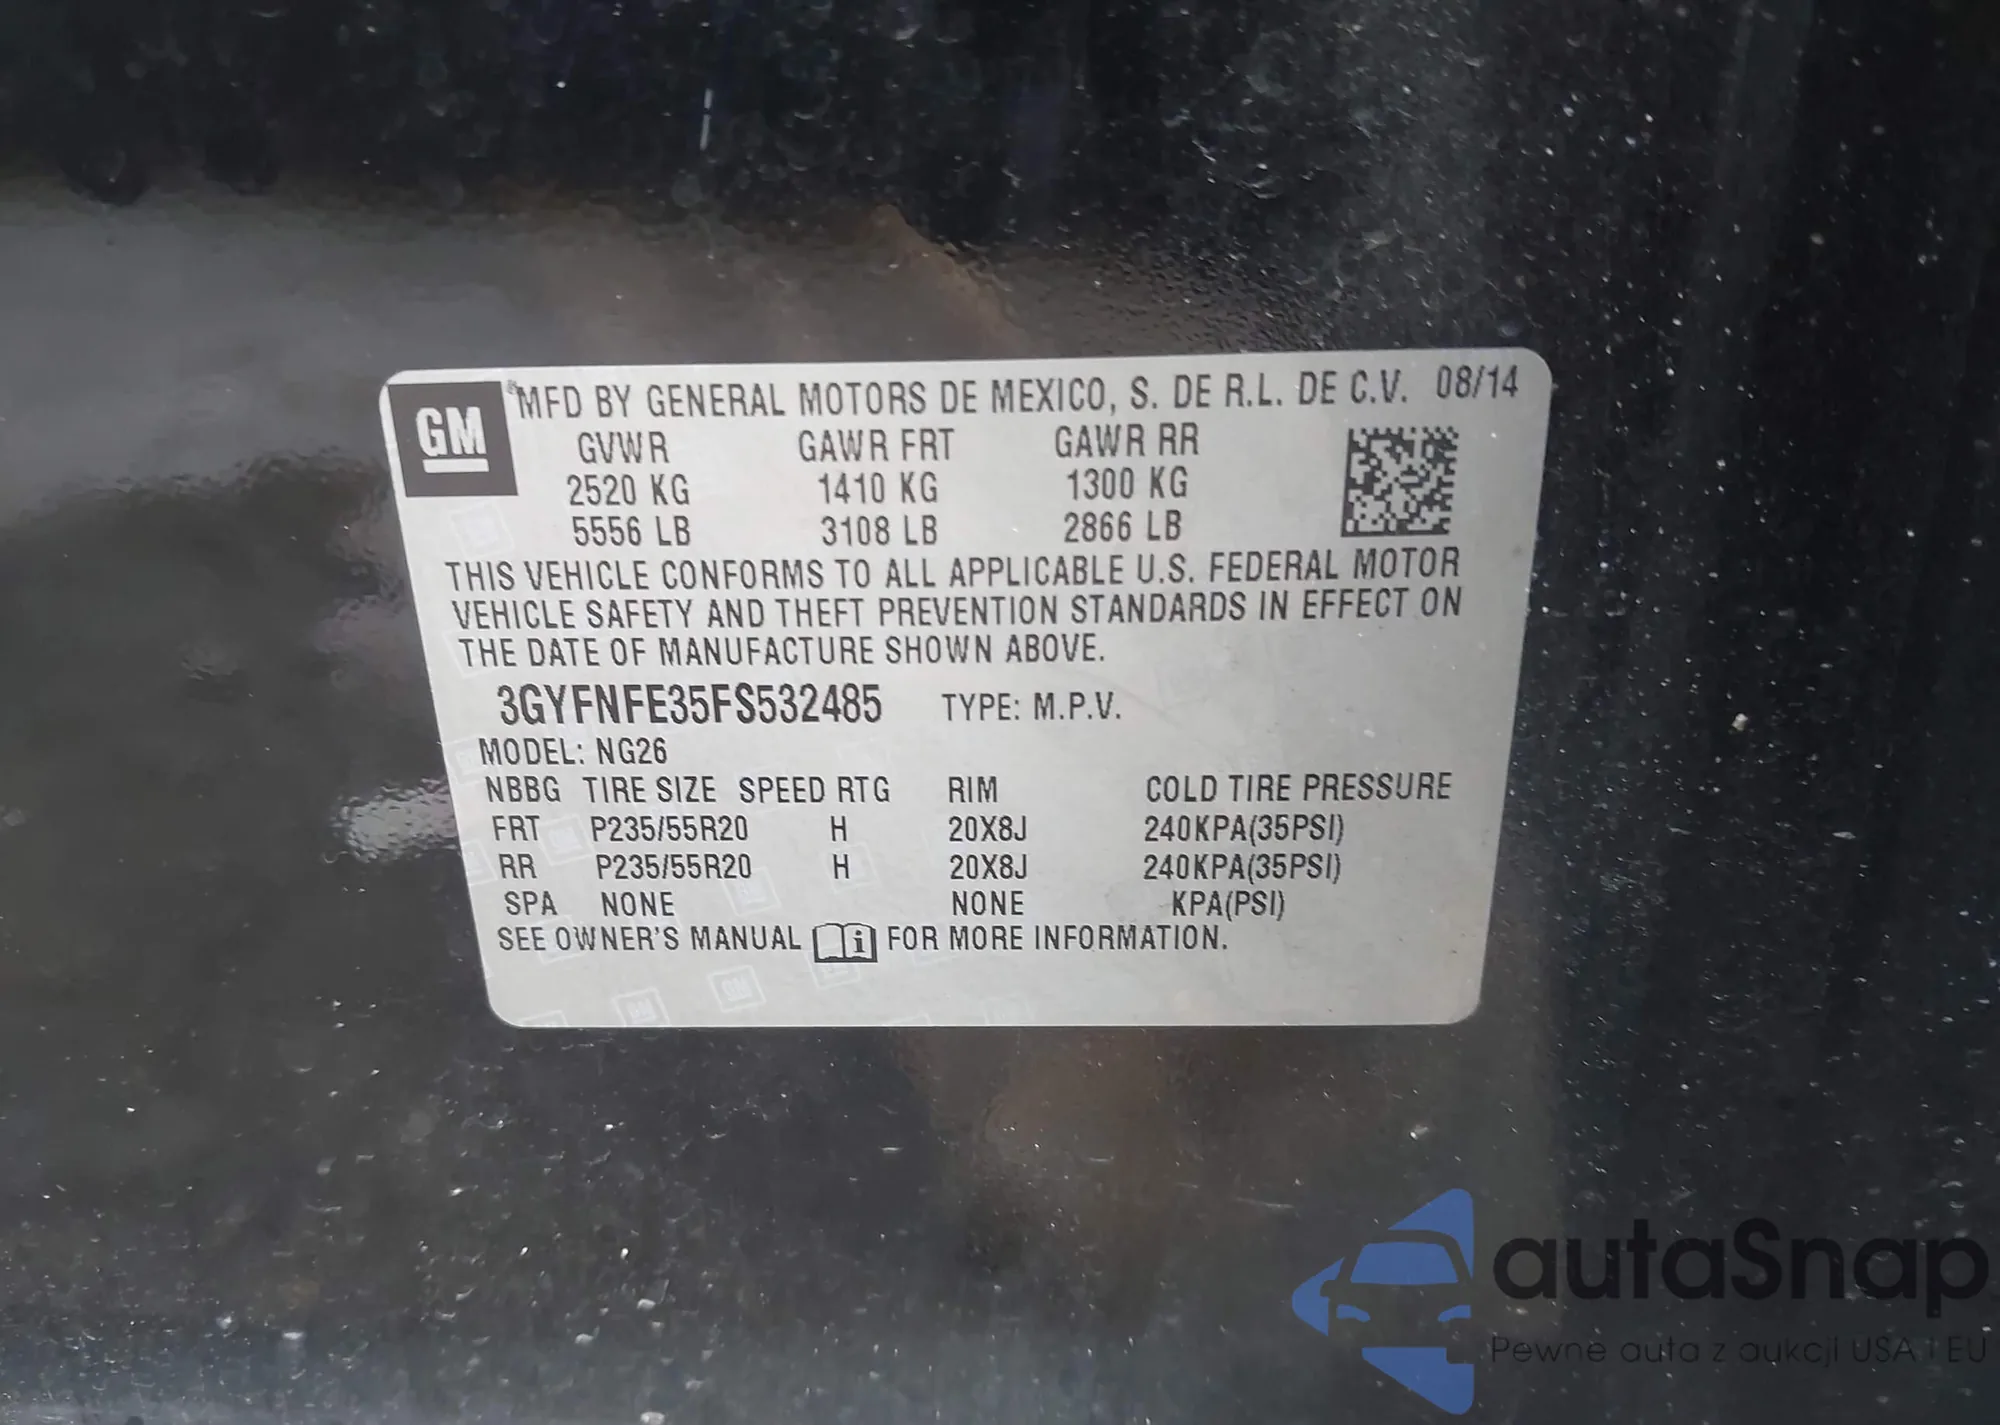 GM
®MFD BY GENERAL MOTORS DE MEXICO, S. DE R.L. DE C.V. 08/14
GVWR GAWR FRT GAWR RR
2520 KG 1410 KG 1300 KG
5556 LB 3108 LB 2866 LB
THIS VEHICLE CONFORMS TO ALL APPLICABLE U.S. FEDERAL MOTOR
VEHICLE SAFETY AND THEFT PREVENTION STANDARDS IN EFFECT ON
THE DATE OF MANUFACTURE SHOWN ABOVE.
3GYFNFE35FS532485 TYPE: M.P.V.
MODEL: NG26
NBBG TIRE SIZE SPEED RTG RIM COLD TIRE PRESSURE
FRT P235/55R20 H 20X8J 240KPA(35PSI)
RR P235/55R20 H 20X8J 240KPA(35PSI)
SPA NONE NONE KPA(PSI)
SEE OWNER'S MANUAL i FOR MORE INFORMATION.
autaSnap
Pewne auta z aukcji USA i EU